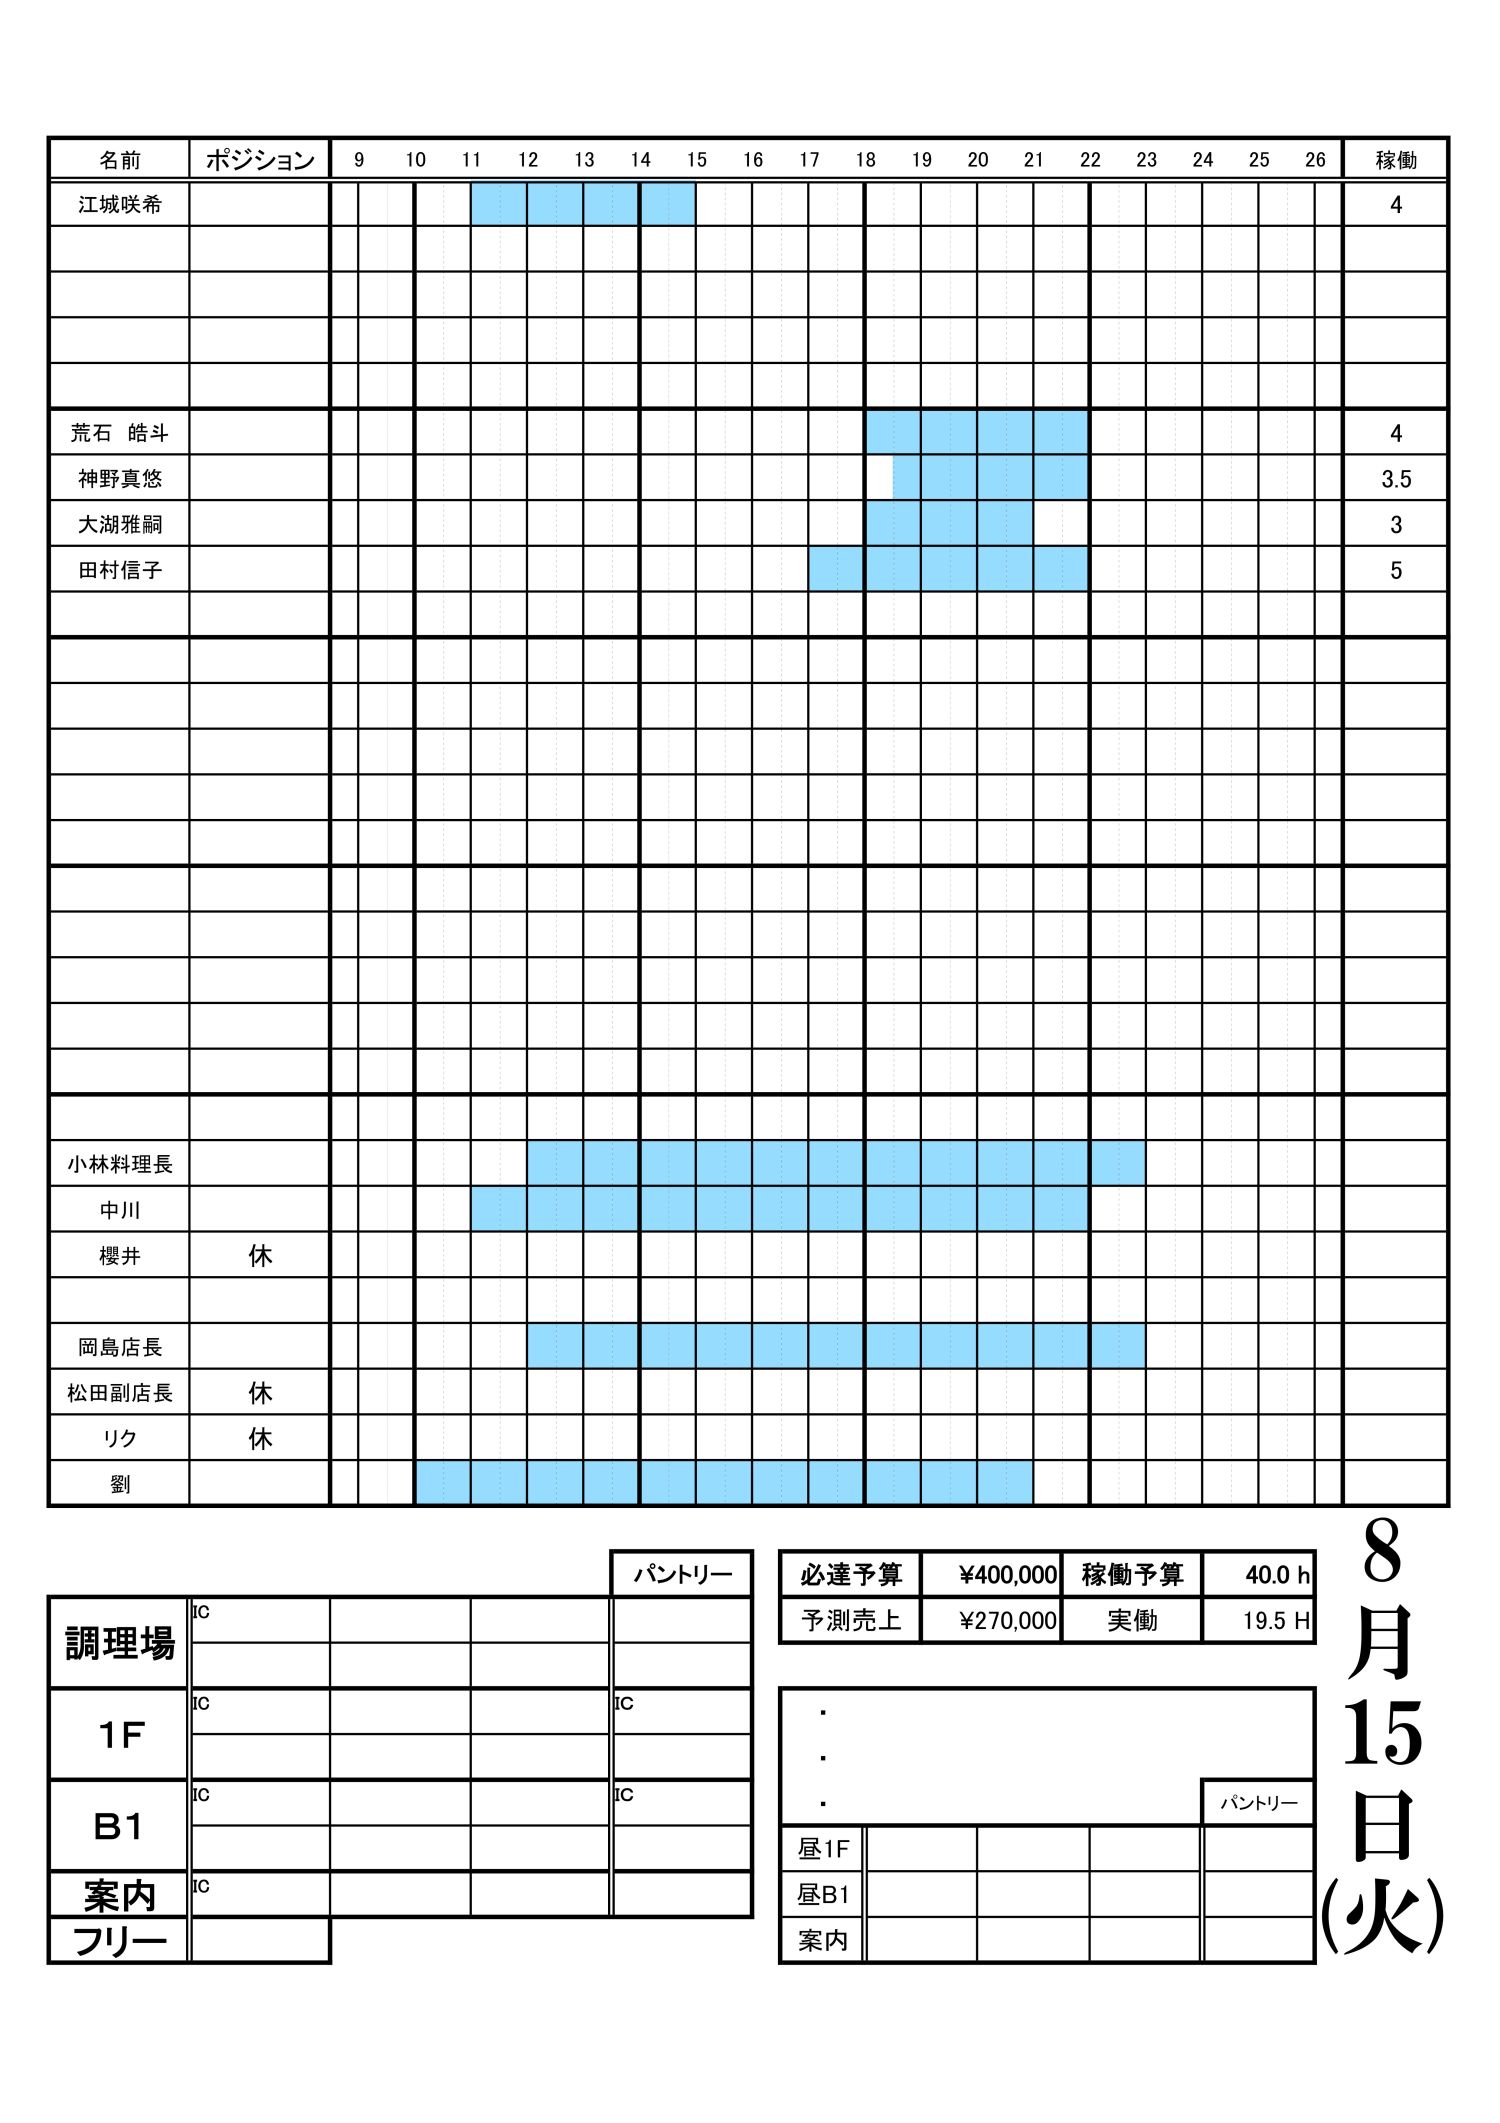 名前 ポジション 9 10 11 12 13 14 15 16 17 18 19 20 21 22 23 24 25 26 稼働
江城咲希 4
荒石 皓斗 4
神野真悠 3.5
大湖雅嗣 3
田村信子 5
小林料理長
中川
櫻井 休
岡島店長
松田副店長 休
リク 休
劉
パントリー
調理場 IC
1F IC IC
B1 IC IC
案内 IC
フリー
必達予算 ¥400,000 稼働予算 40.0 h
予測売上 ¥270,000 実働 19.5 H
・
・
・
パントリー
昼1F
昼B1
案内
8月15日(火)